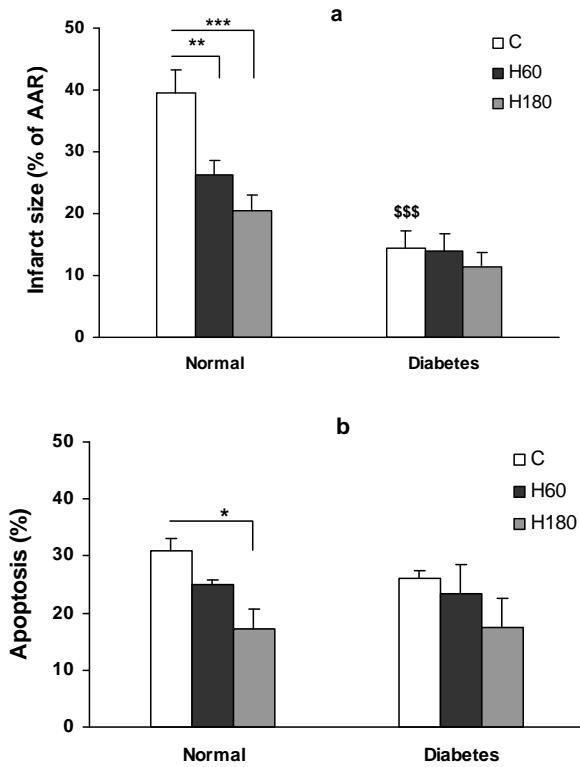 a
50
40
30
20
10
0
Infarct size (% of AAR)
***
**
$$$
C
H60
H180
Normal
Diabetes
b
50
40
30
20
10
0
Apoptosis (%)
*
C
H60
H180
Normal
Diabetes